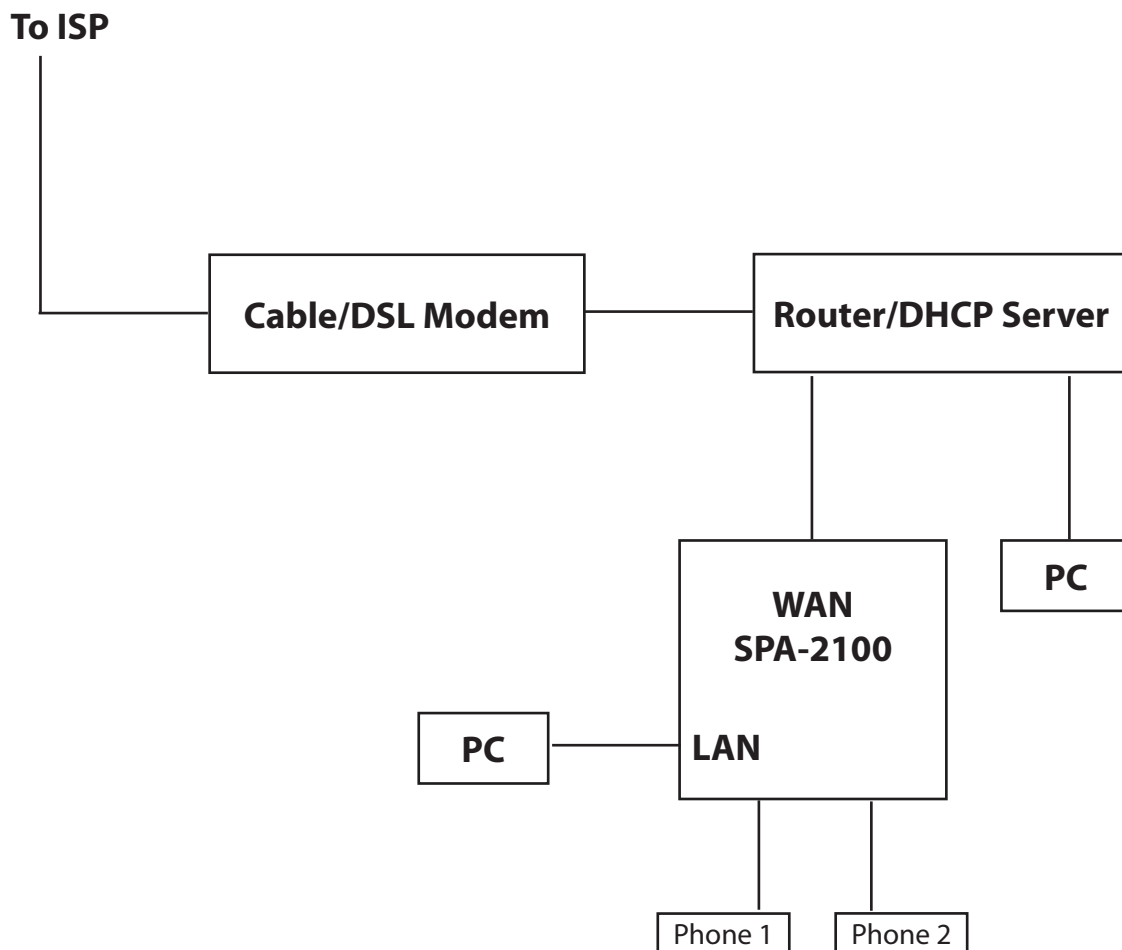 To ISP
Cable/DSL Modem
Router/DHCP Server
WAN
SPA-2100
PC
PC
LAN
Phone 1
Phone 2